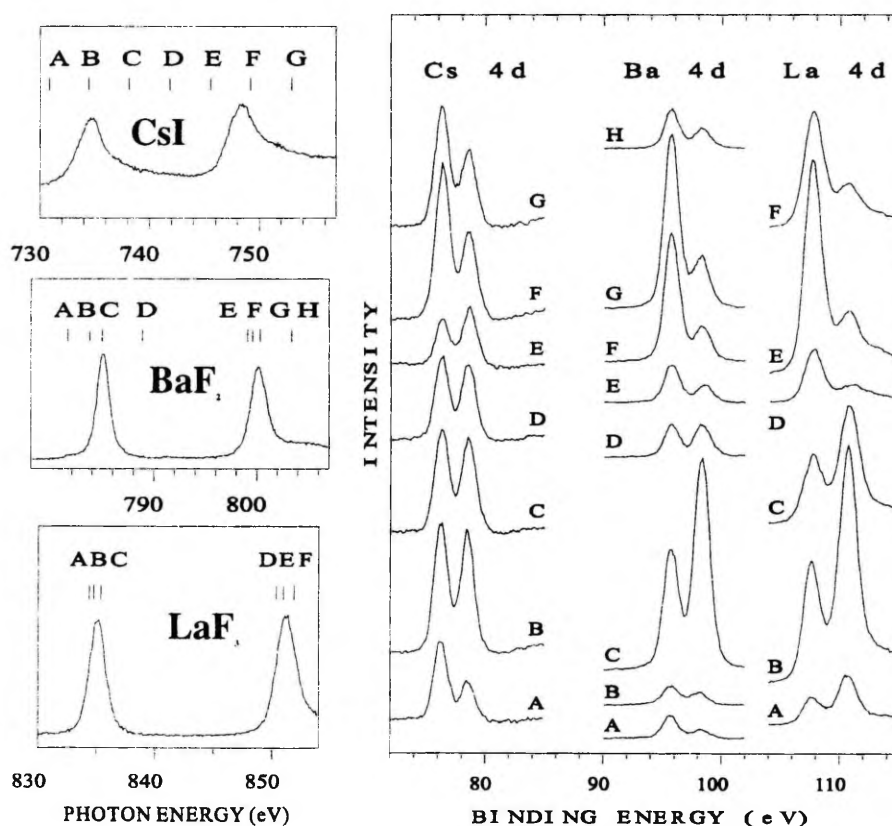 A B C D E F G
CsI
730 740 750
A B C D E F G H
BaF₂
790 800
A B C D E F
LaF₃
830 840 850
PHOTON ENERGY (eV)
INTENSITY
Cs 4d
G
F
E
D
C
B
A
Ba 4d
H
G
F
E
D
C
B
A
La 4d
F
E
D
C
B
A
80 90 100 110
BINDING ENERGY (eV)